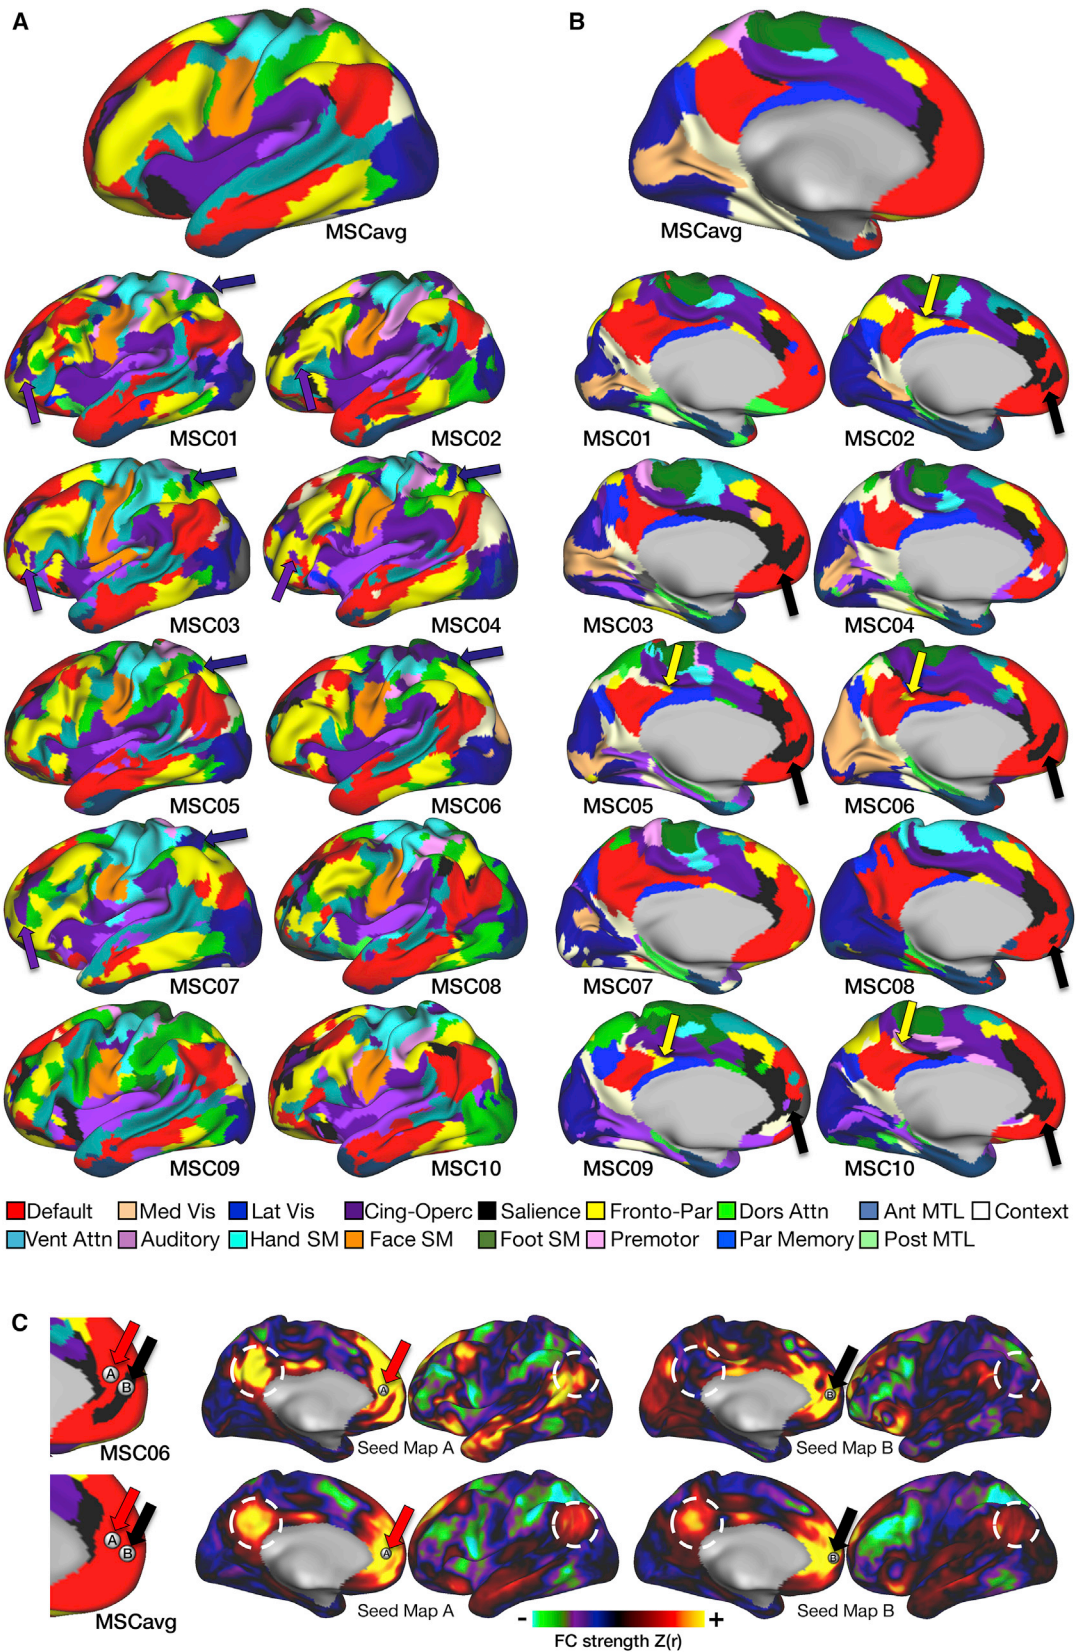 A B
MSCavg MSCavg
MSC01 MSC02 MSC01 MSC02
MSC03 MSC04 MSC03 MSC04
MSC05 MSC06 MSC05 MSC06
MSC07 MSC08 MSC07 MSC08
MSC09 MSC10 MSC09 MSC10
Default Med Vis Lat Vis Cing-Operc Salience Fronto-Par Dors Attn Ant MTL Context
Vent Attn Auditory Hand SM Face SM Foot SM Premotor Par Memory Post MTL
C
A B A B
MSC06 Seed Map A Seed Map B
A B A B
MSCavg Seed Map A Seed Map B
- +
FC strength Z(r)